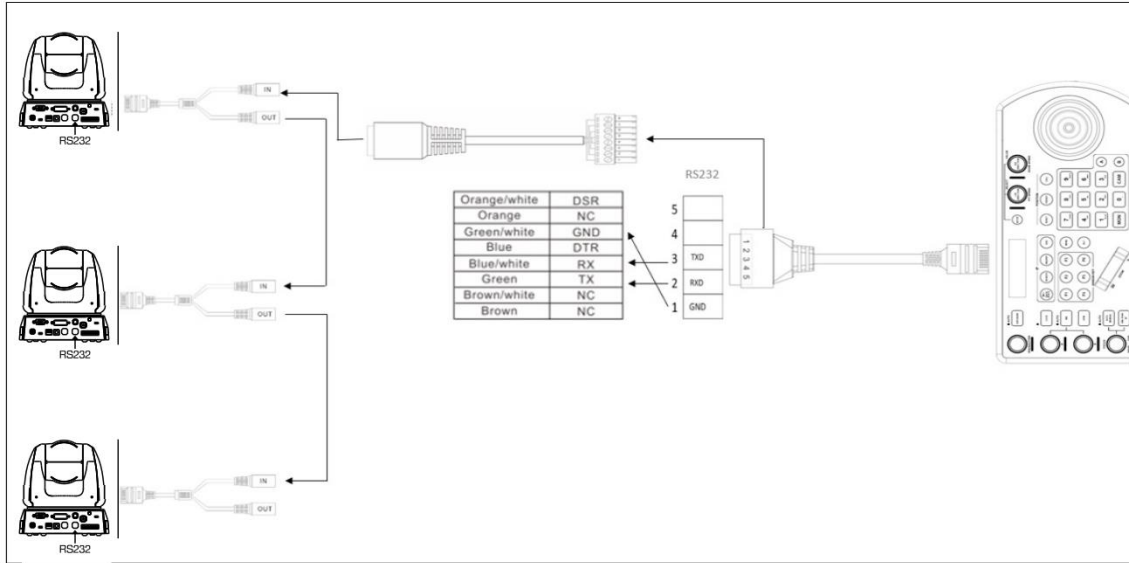 IN
OUT
RS232
RS232
Orange/white DSR
Orange NC
Green/white GND
Blue DTR
Blue/white RX
Green TX
Brown/white NC
Brown NC
5
4
3 TXD
2 RXD
1 GND
1 2 3 4 5
IN
OUT
RS232
IN
OUT
RS232